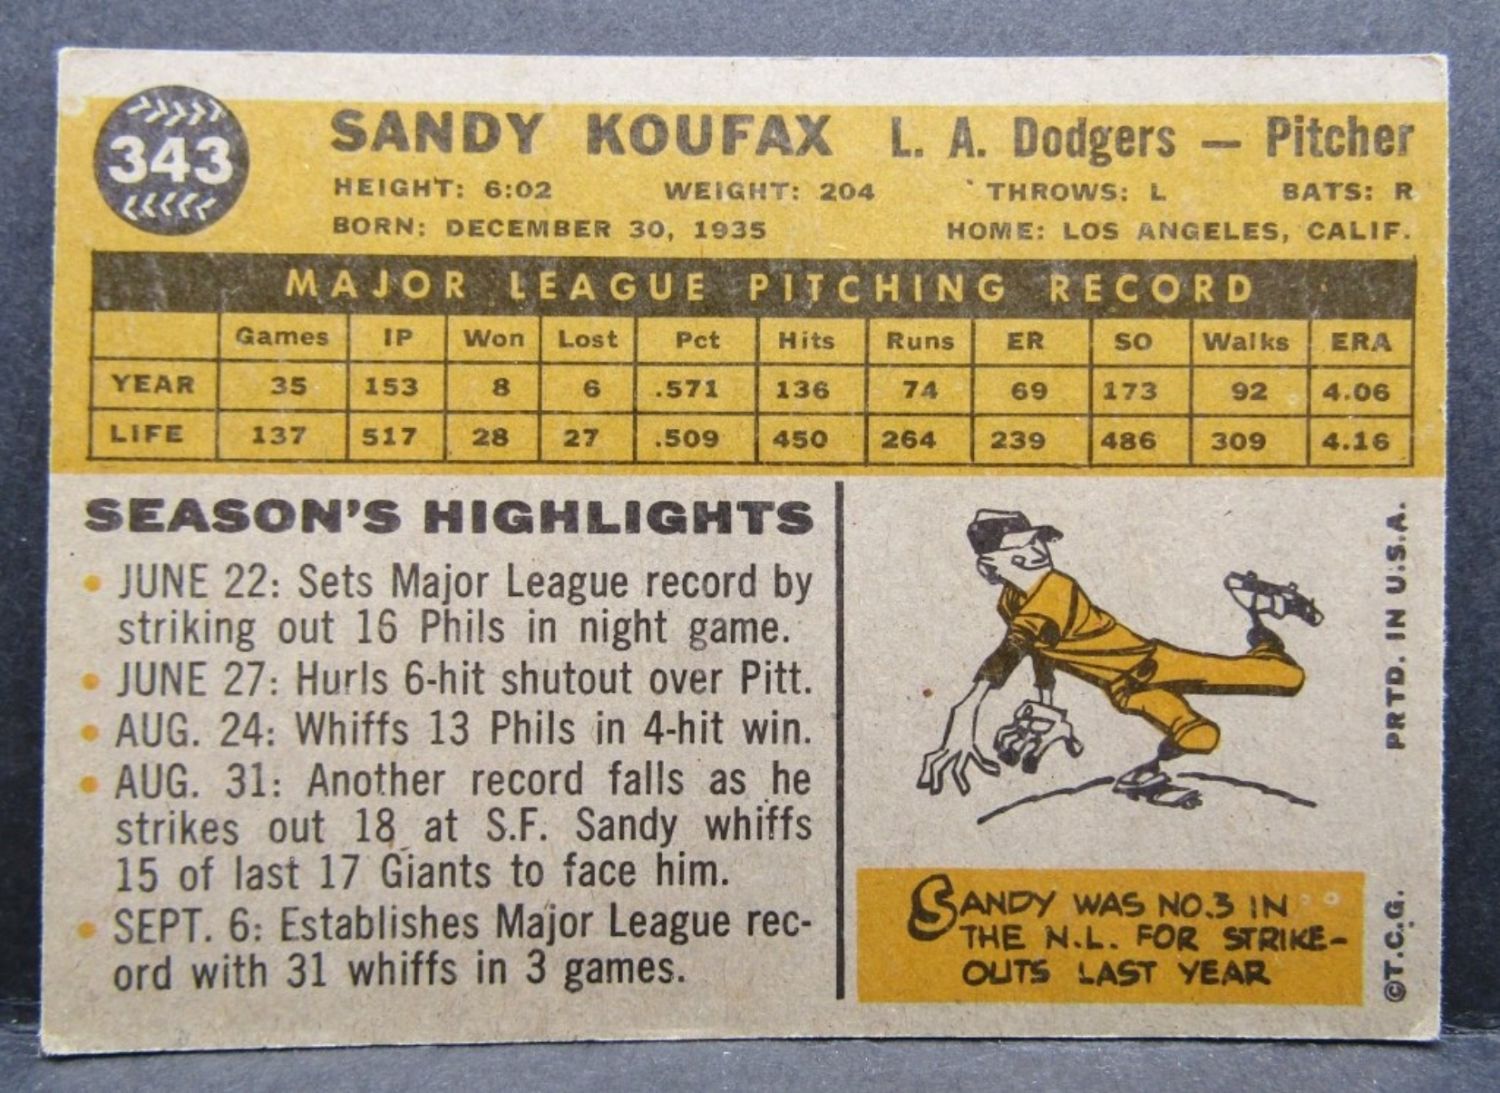 343
SANDY KOUFAX L. A. Dodgers — Pitcher
HEIGHT: 6:02 WEIGHT: 204 THROWS: L BATS: R
BORN: DECEMBER 30, 1935 HOME: LOS ANGELES, CALIF.
MAJOR LEAGUE PITCHING RECORD
Games IP Won Lost Pct Hits Runs ER SO Walks ERA
YEAR 35 153 8 6 .571 136 74 69 173 92 4.06
LIFE 137 517 28 27 .509 450 264 239 486 309 4.16
SEASON'S HIGHLIGHTS
• JUNE 22: Sets Major League record by
striking out 16 Phils in night game.
• JUNE 27: Hurls 6-hit shutout over Pitt.
• AUG. 24: Whiffs 13 Phils in 4-hit win.
• AUG. 31: Another record falls as he
strikes out 18 at S.F. Sandy whiffs
15 of last 17 Giants to face him.
• SEPT. 6: Establishes Major League rec-
ord with 31 whiffs in 3 games.
SANDY WAS NO.3 IN
THE N.L. FOR STRIKE-
OUTS LAST YEAR
©T.C.G. PRTD. IN U.S.A.